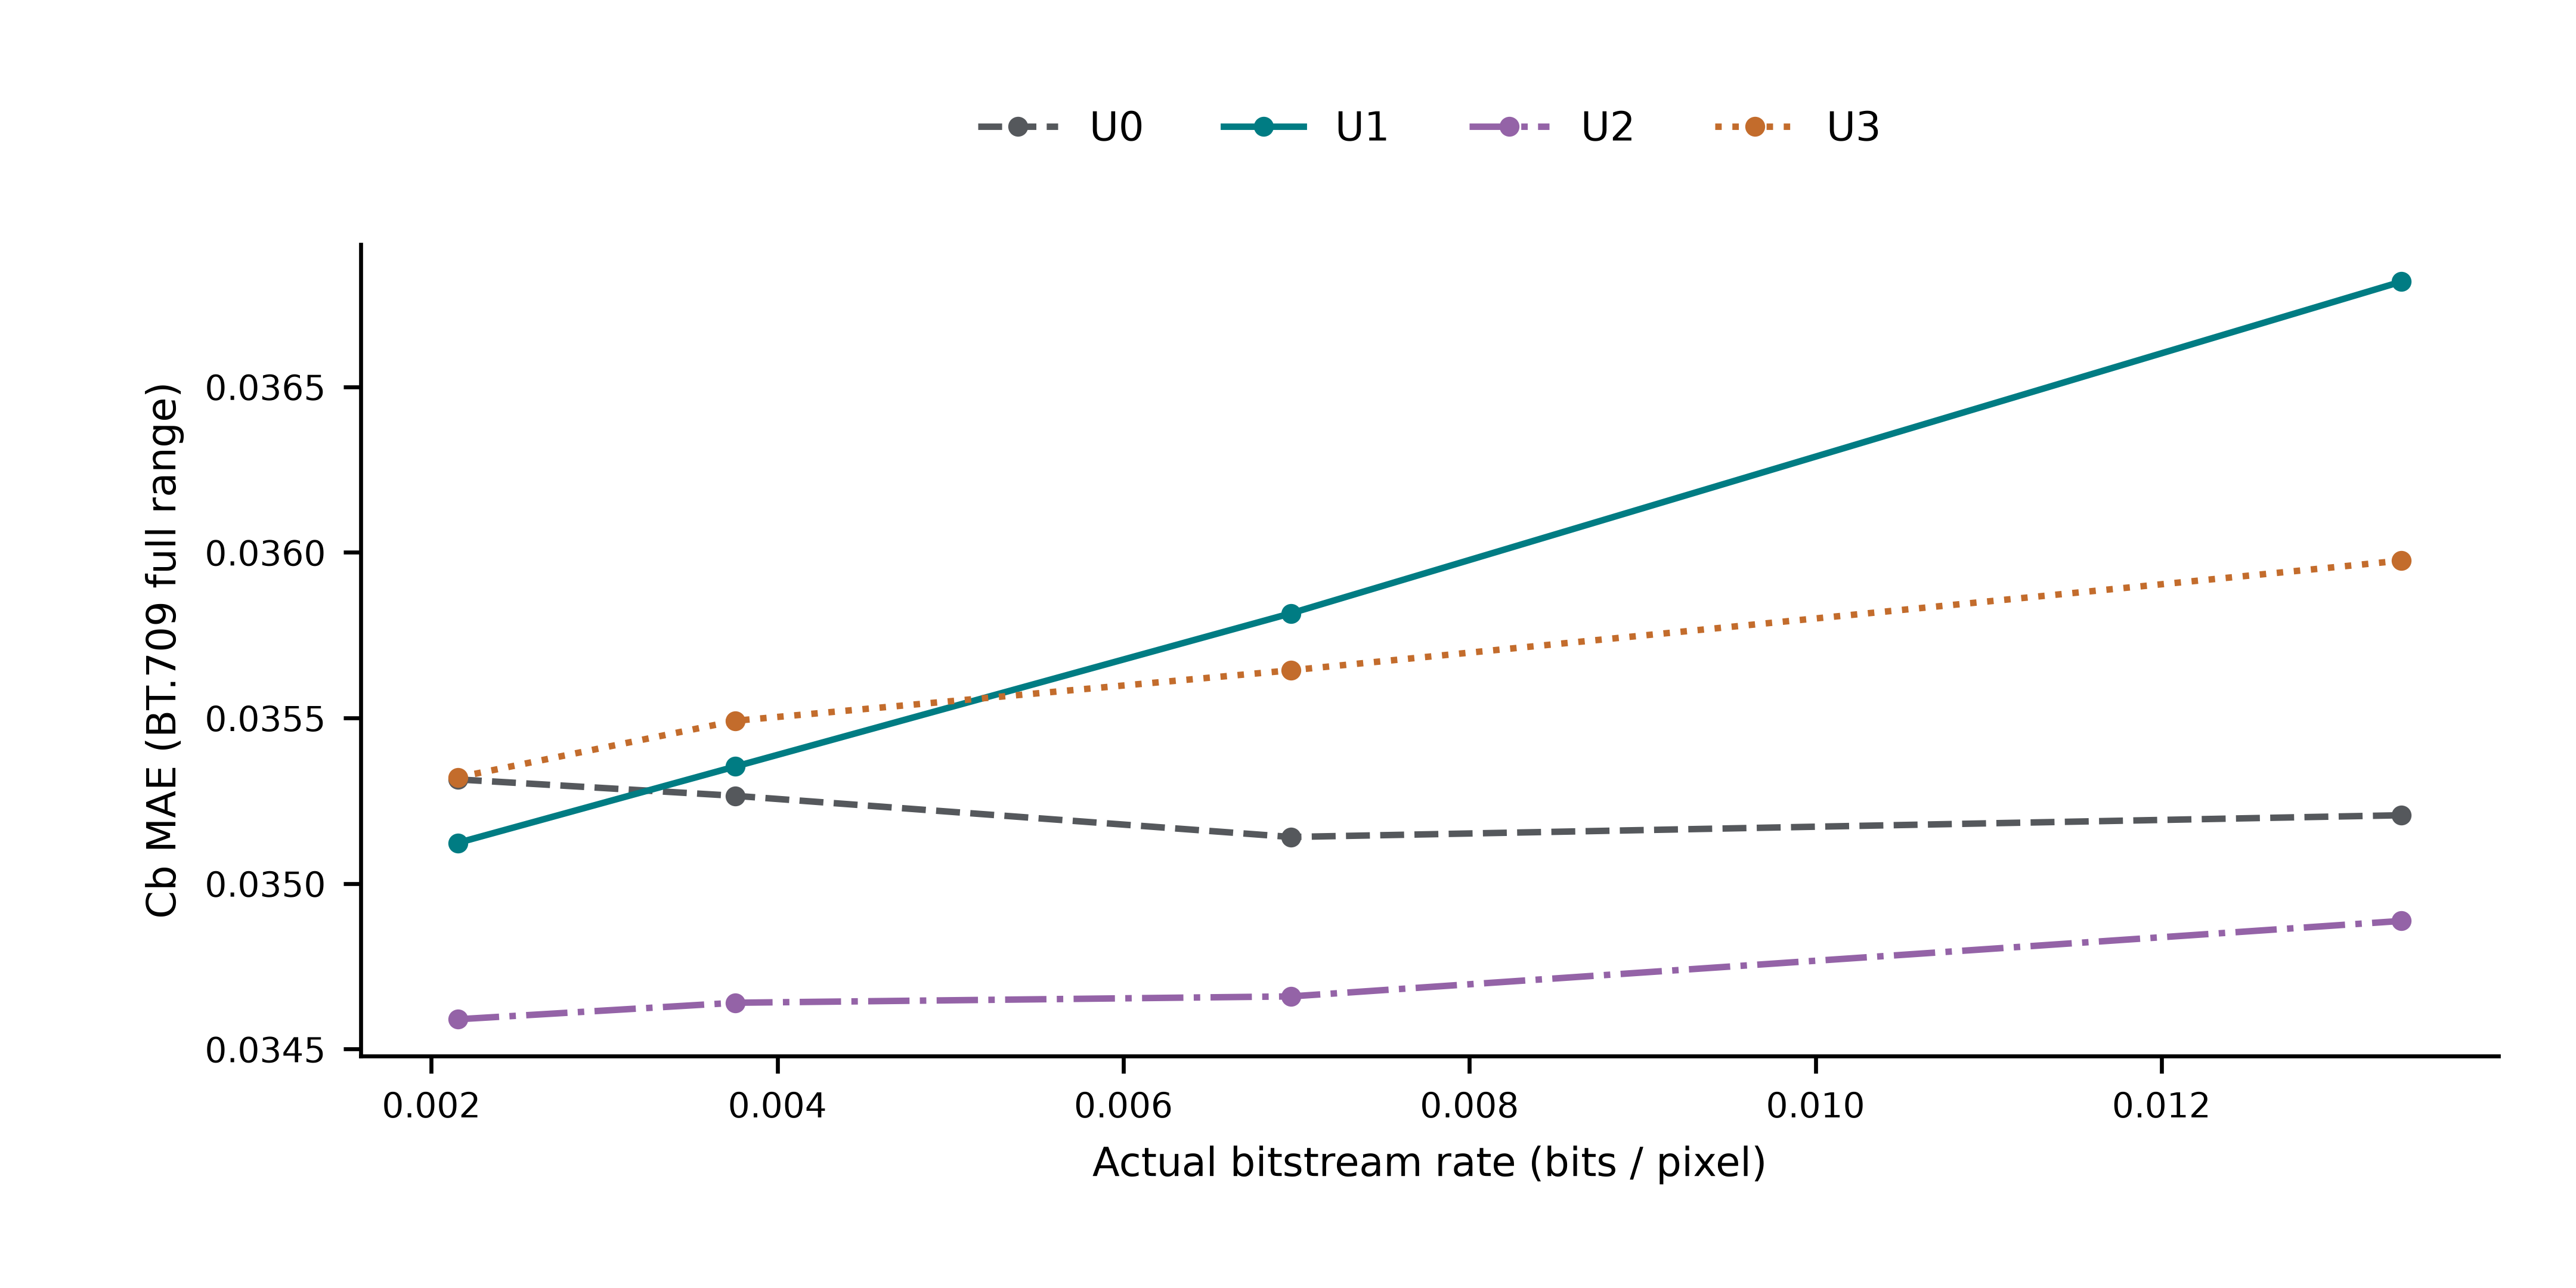 U0 U1 U2 U3
Cb MAE (BT.709 full range)
0.0365
0.0360
0.0355
0.0350
0.0345
0.002 0.004 0.006 0.008 0.010 0.012
Actual bitstream rate (bits / pixel)